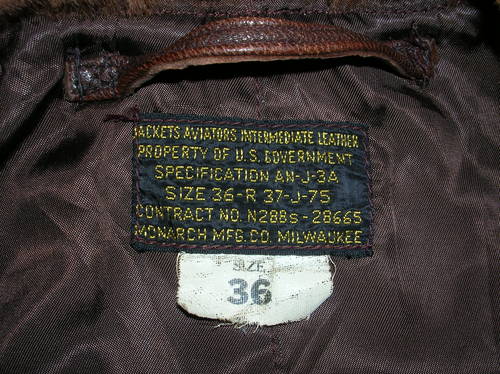 JACKETS AVIATORS INTERMEDIATE LEATHER
PROPERTY OF U.S. GOVERNMENT
SPECIFICATION AN-J-3A
SIZE 36-R 37-J-75
CONTRACT NO. N288s-28665
MONARCH MFG. CO. MILWAUKEE
SIZE
36